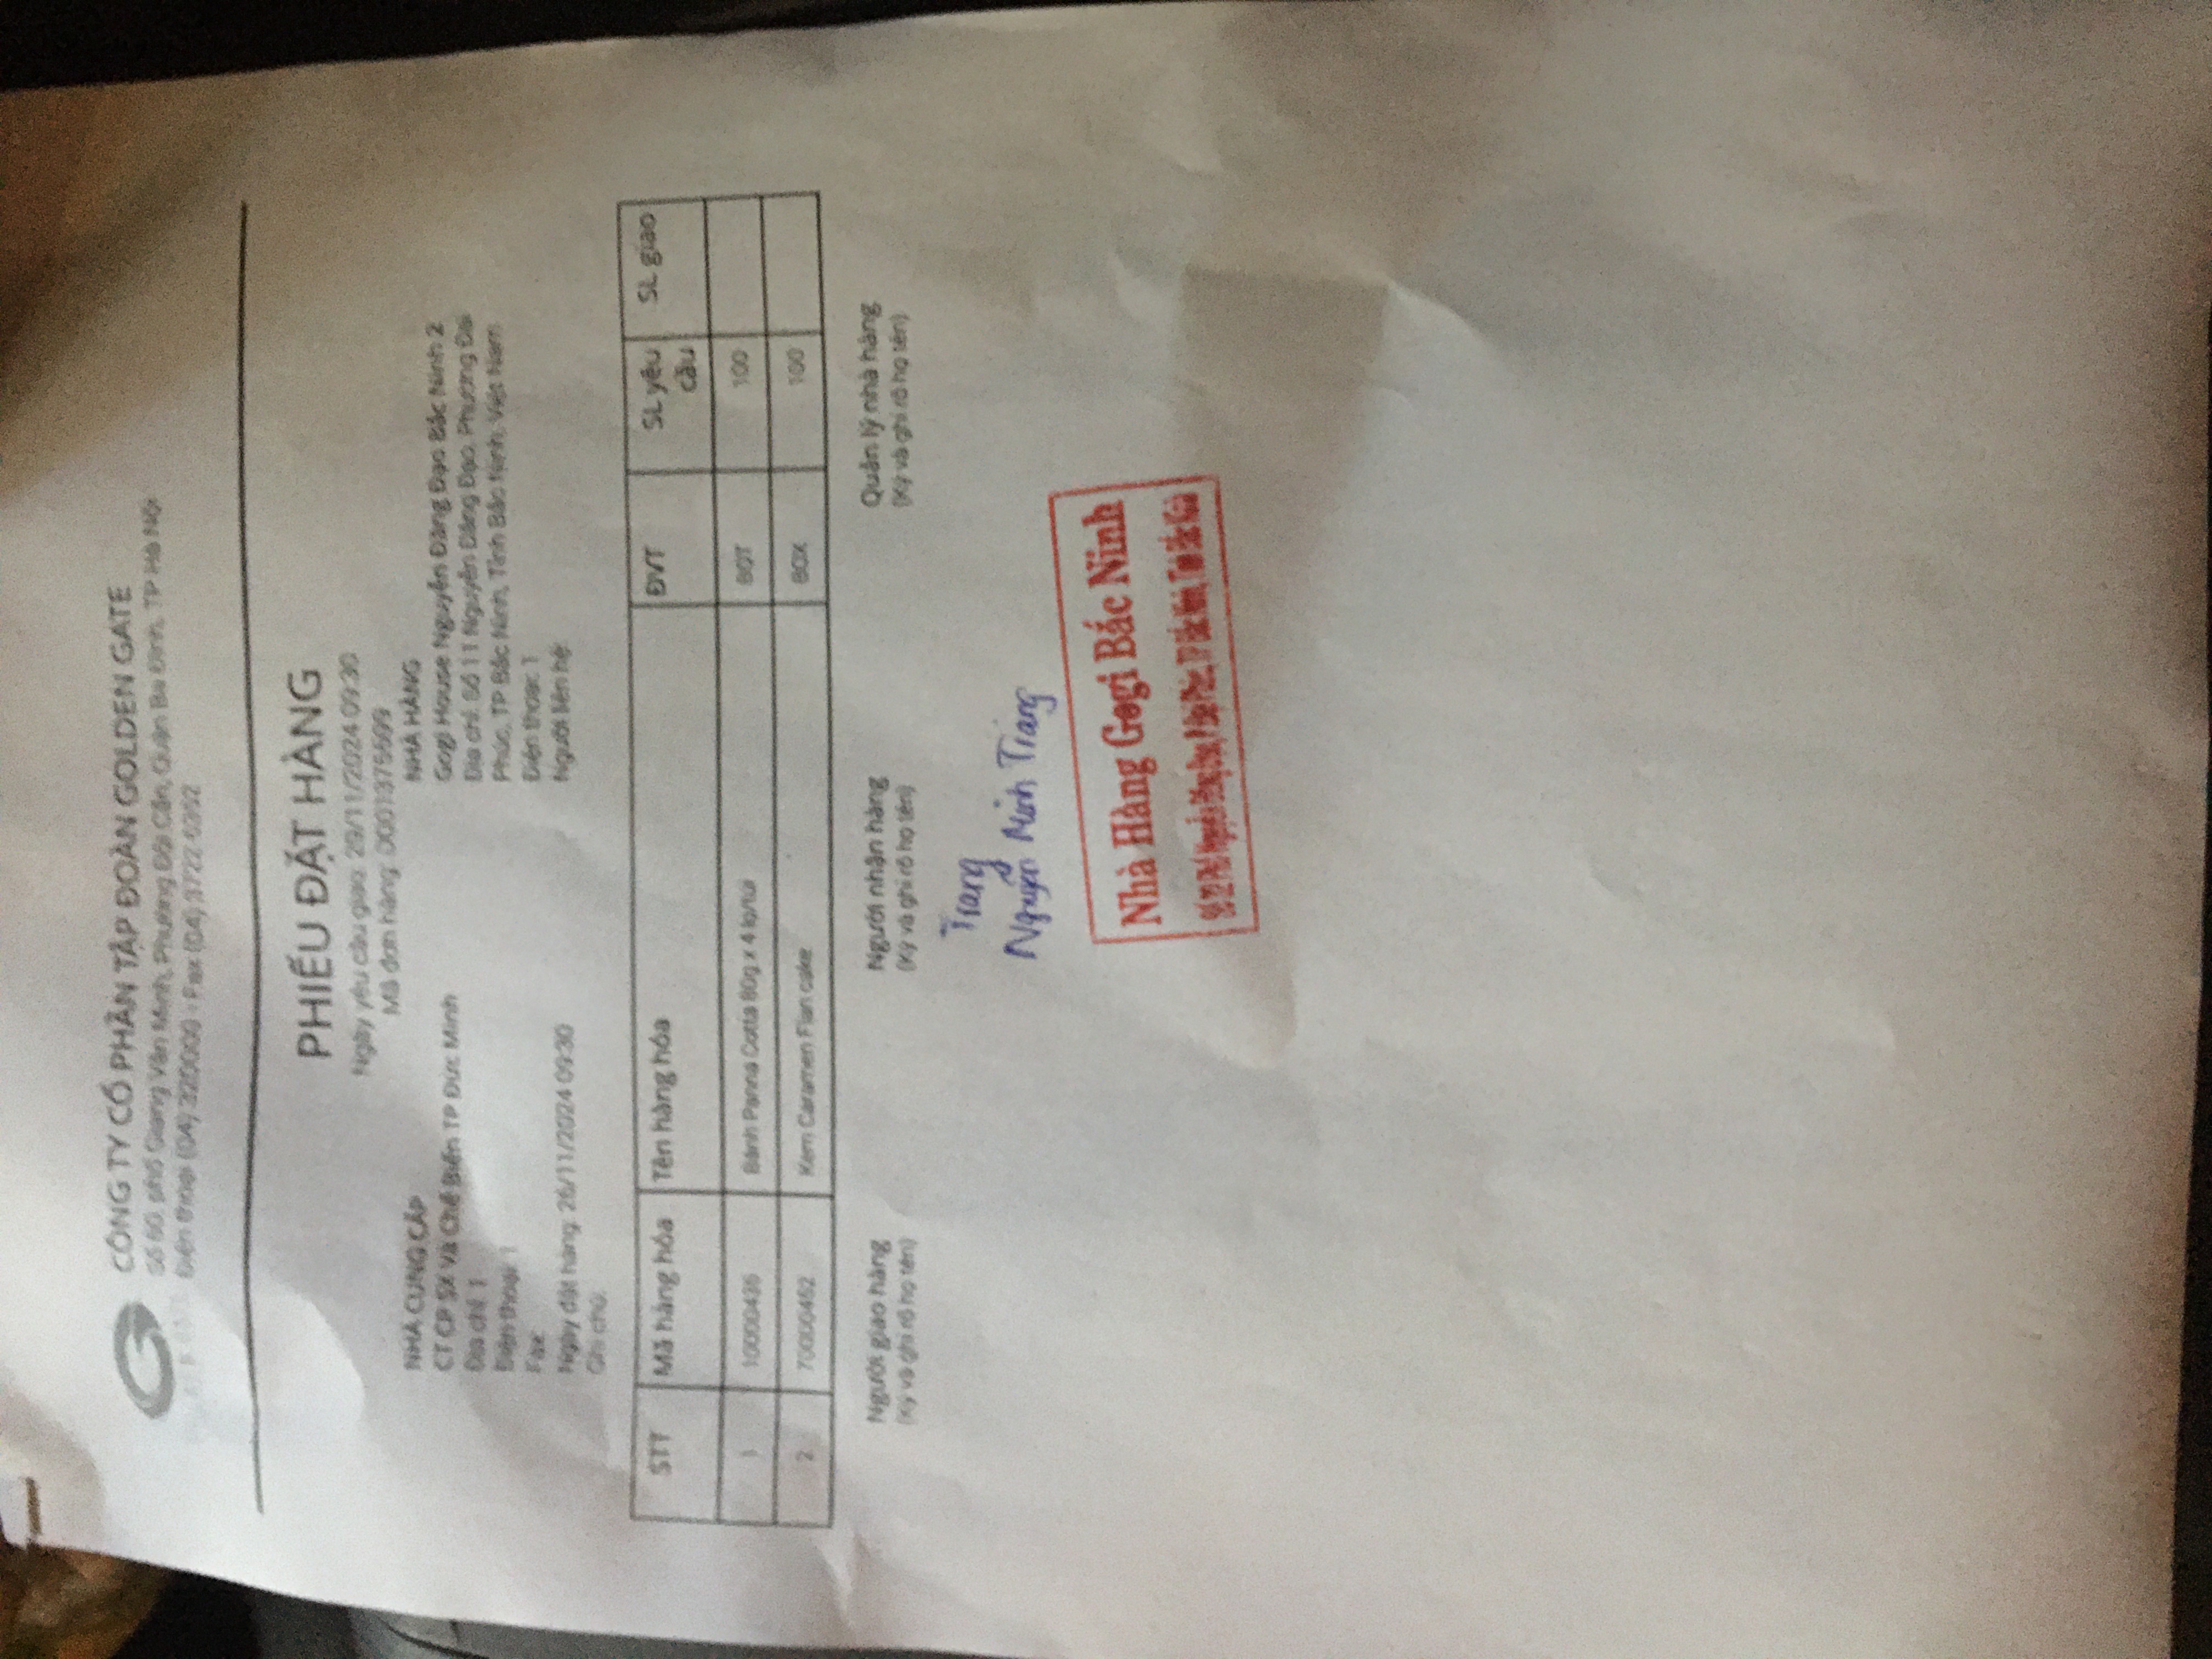 CÔNG TY CỔ PHẦN TẬP ĐOÀN GOLDEN GATE
Số 60, phố Giang Văn Minh, Phường Đội Cấn, Quận Ba Đình, TP Hà Nội
Điện thoại (04) Fax (04) 3722
PHIẾU ĐẶT HÀNG
Ngày yêu cầu giao: 29/11/2024 09:30
Mã đơn hàng:
NHÀ CUNG CẤP
CT CP SX Và Chế Biến TP Đức Minh
Địa chỉ: 1
Điện thoại: 1
Fax:
Ngày đặt hàng: 26/11/2024 09:30
Ghi chú:
NHÀ HÀNG
Gogi House Nguyễn Đăng Đạo Bắc Ninh 2
Địa chỉ: Số 11 Nguyễn Đăng Đạo, Phường Đại
Phúc, TP Bắc Ninh, Tỉnh Bắc Ninh, Việt Nam
Điện thoại: 1
Người liên hệ:
STT Mã hàng hóa Tên hàng hóa ĐVT SL yêu cầu SL giao
1 10000436 Bánh Panna Cotta 80g x 4 lọ/túi BOT 100
2 70000462 Kem Caramen Flan cake BOX 100
Người giao hàng
(Ký và ghi rõ họ tên)
Người nhận hàng
(Ký và ghi rõ họ tên)
Quản lý nhà hàng
(Ký và ghi rõ họ tên)
Trang
Nguyễn Minh Trang
Nhà Hàng Gogi Bắc Ninh